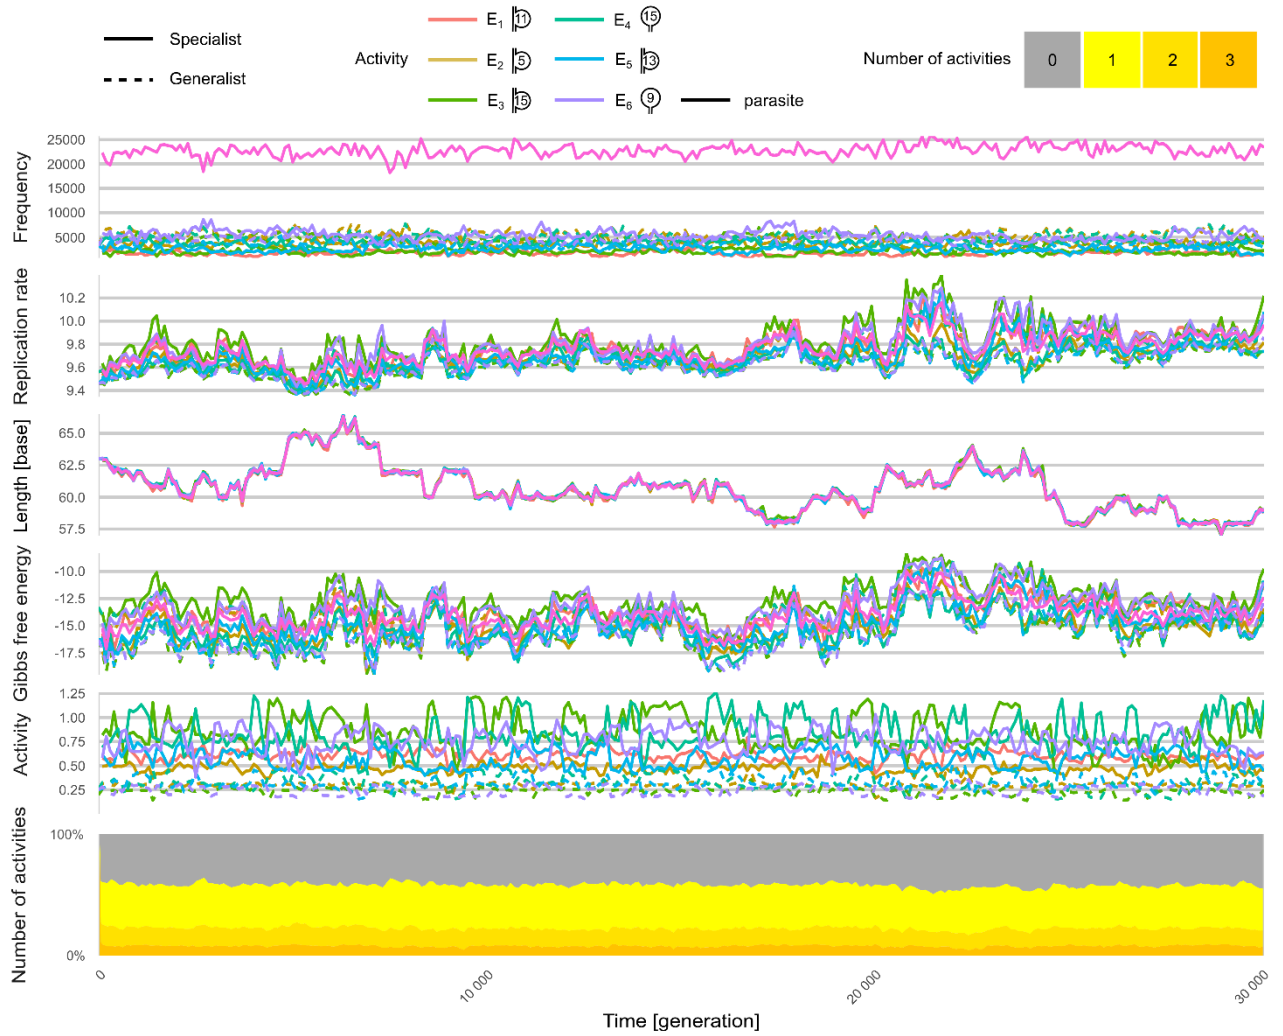 Specialist
Generalist
Activity
E1 11
E2 5
E3 15
E4 15
E5 13
E6 9
parasite
Number of activities
0 1 2 3
Frequency
25000
20000
15000
10000
5000
Replication rate
10.2
10.0
9.8
9.6
9.4
Length [base]
65.0
62.5
60.0
57.5
Gibbs free energy
-10.0
-12.5
-15.0
-17.5
Activity
1.25
1.00
0.75
0.50
0.25
Number of activities
100%
0%
0
10 000
20 000
30 000
Time [generation]